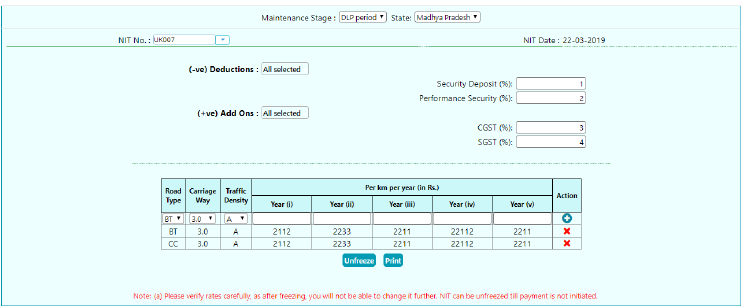 Maintenance Stage : DLP period State: Madhya Pradesh
NIT No. : UK007 NIT Date : 22-03-2019
(-ve) Deductions : All selected
Security Deposit (%): 1
Performance Security (%): 2
(+ve) Add Ons : All selected
CGST (%): 3
SGST (%): 4
Road Type Carriage Way Traffic Density Per km per year (in Rs.) Action
Year (i) Year (ii) Year (iii) Year (iv) Year (v)
BT 3.0 A
BT 3.0 A 2112 2233 2211 22112 2211
CC 3.0 A 2112 2233 2211 22112 2211
Unfreeze Print
Note: (a) Please verify rates carefully, as after freezing, you will not be able to change it further. NIT can be unfreezed till payment is not initiated.